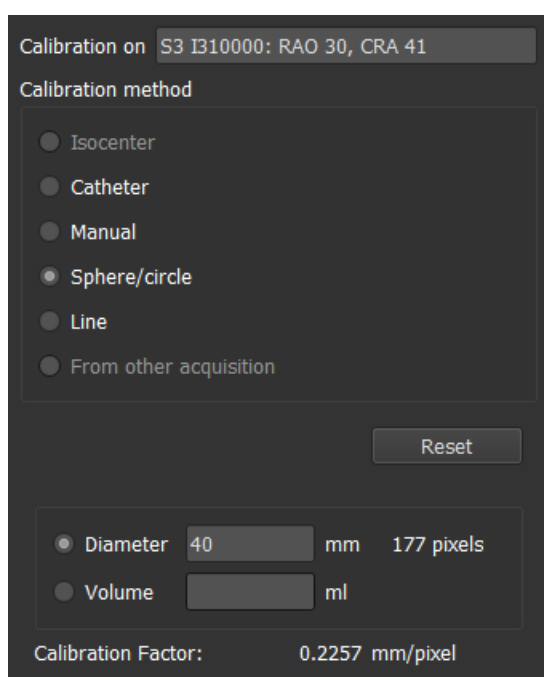 Calibration on S3 I310000: RAO 30, CRA 41
Calibration method
Isocenter
Catheter
Manual
Sphere/circle
Line
From other acquisition
Reset
Diameter 40 mm 177 pixels
Volume ml
Calibration Factor: 0.2257 mm/pixel